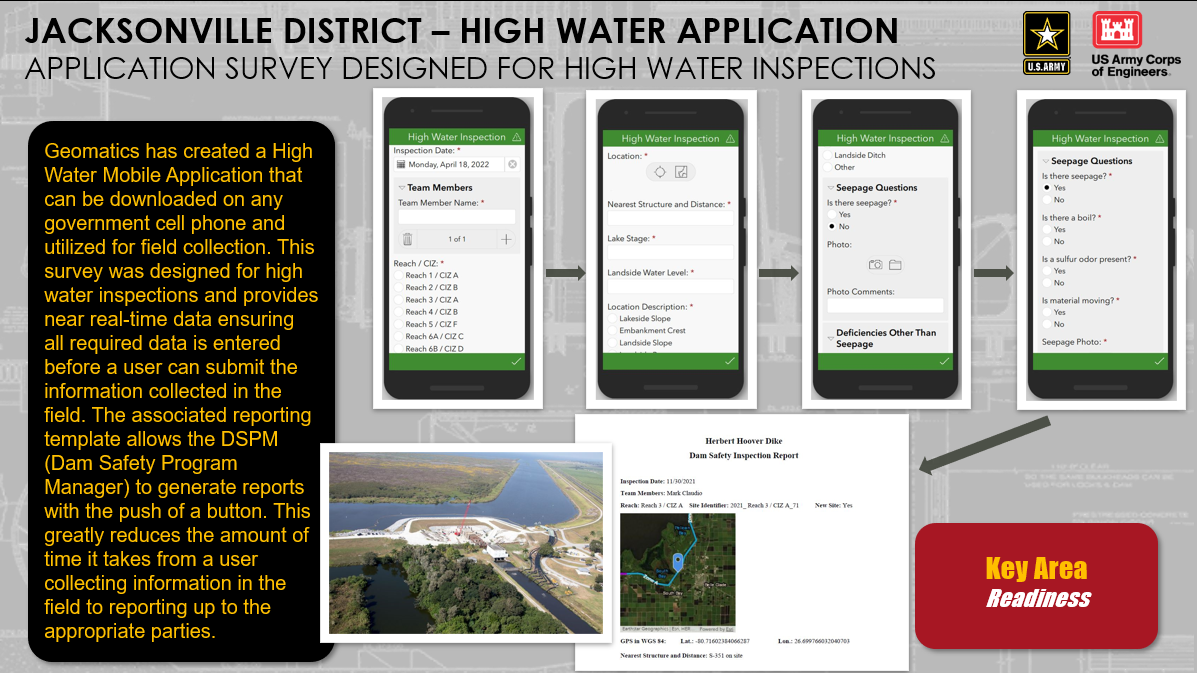 JACKSONVILLE DISTRICT – HIGH WATER APPLICATION
APPLICATION SURVEY DESIGNED FOR HIGH WATER INSPECTIONS
U.S.ARMY
US Army Corps
of Engineers.
Geomatics has created a High
Water Mobile Application that
can be downloaded on any
government cell phone and
utilized for field collection. This
survey was designed for high
water inspections and provides
near real-time data ensuring
all required data is entered
before a user can submit the
information collected in the
field. The associated reporting
template allows the DSPM
(Dam Safety Program
Manager) to generate reports
with the push of a button. This
greatly reduces the amount of
time it takes from a user
collecting information in the
field to reporting up to the
appropriate parties.
High Water Inspection
Inspection Date: *
Monday, April 18, 2022
Team Members
Team Member Name: *
1 of 1
Reach / CIZ: *
Reach 1 / CIZ A
Reach 2 / CIZ B
Reach 3 / CIZ A
Reach 4 / CIZ B
Reach 5 / CIZ F
Reach 6A / CIZ C
Reach 6B / CIZ D
High Water Inspection
Location: *
Nearest Structure and Distance: *
Lake Stage: *
Landside Water Level: *
Location Description: *
Lakeside Slope
Embankment Crest
Landside Slope
High Water Inspection
Landside Ditch
Other
Seepage Questions
Is there seepage? *
Yes
No
Photo:
Photo Comments:
Deficiencies Other Than
Seepage
High Water Inspection
Seepage Questions
Is there seepage? *
Yes
No
Is there a boil? *
Yes
No
Is a sulfur odor present? *
Yes
No
Is material moving? *
Yes
No
Seepage Photo: *
Herbert Hoover Dike
Dam Safety Inspection Report
Inspection Date: 11/30/2021
Team Members: Mark Claudio
Reach: Reach 3 / CIZ A Site Identifier: 2021_ Reach 3 / CIZ A_71 New Site: Yes
Belle Glade
South Bay
Powered by Esri
GPS in WGS 84: Lat.: -80.71602384066287 Lon.: 26.699766032040703
Nearest Structure and Distance: S-351 on site
Key Area
Readiness